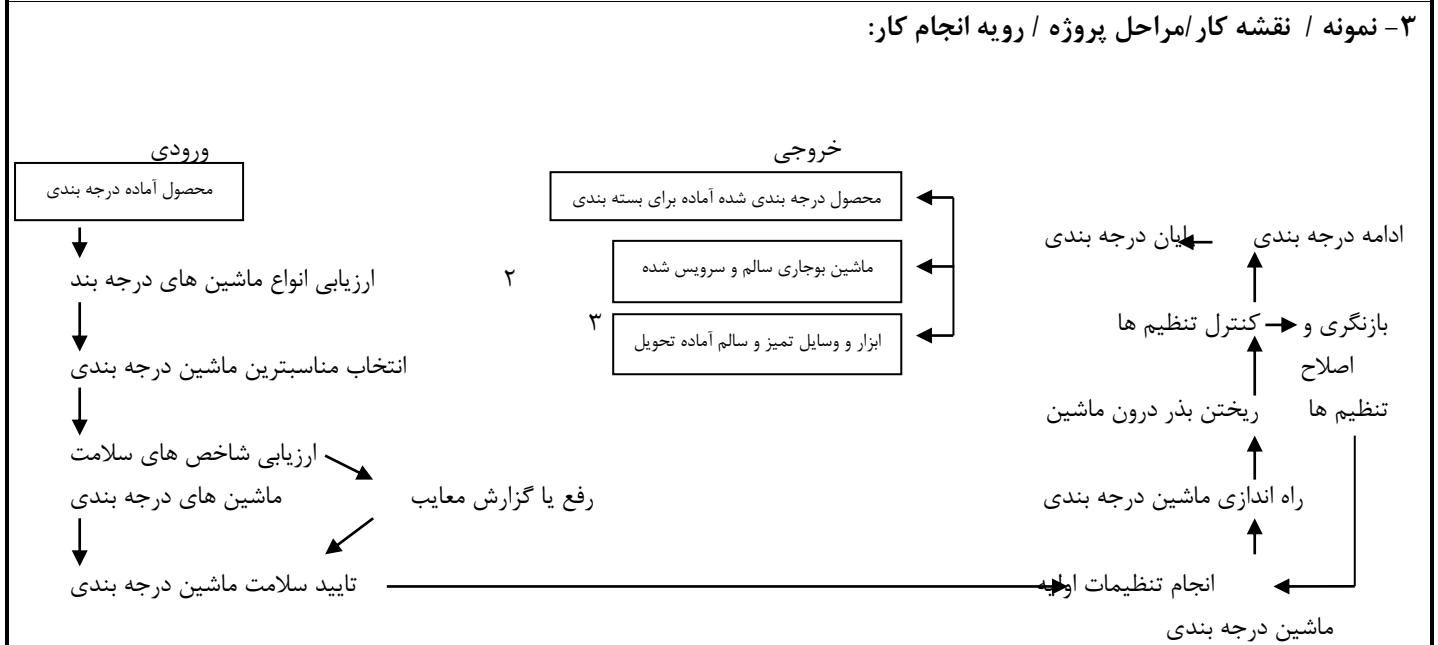 ۳- نمونه / نقشه کار/مراحل پروژه / رویه انجام کار:
ورودی
محصول آماده درجه بندی
ارزیابی انواع ماشین های درجه بند
انتخاب مناسبترین ماشین درجه بندی
ارزیابی شاخص های سلامت
ماشین های درجه بندی
رفع یا گزارش معایب
تایید سلامت ماشین درجه بندی
خروجی
محصول درجه بندی شده آماده برای بسته بندی
۲
ماشین بوجاری سالم و سرویس شده
۳
ابزار و وسایل تمیز و سالم آماده تحویل
ادامه درجه بندی
درجه بندی
بازنگری و
اصلاح
تنظیم ها
کنترل تنظیم ها
ریختن بذر درون ماشین
راه اندازی ماشین درجه بندی
انجام تنظیمات اولیه
ماشین درجه بندی